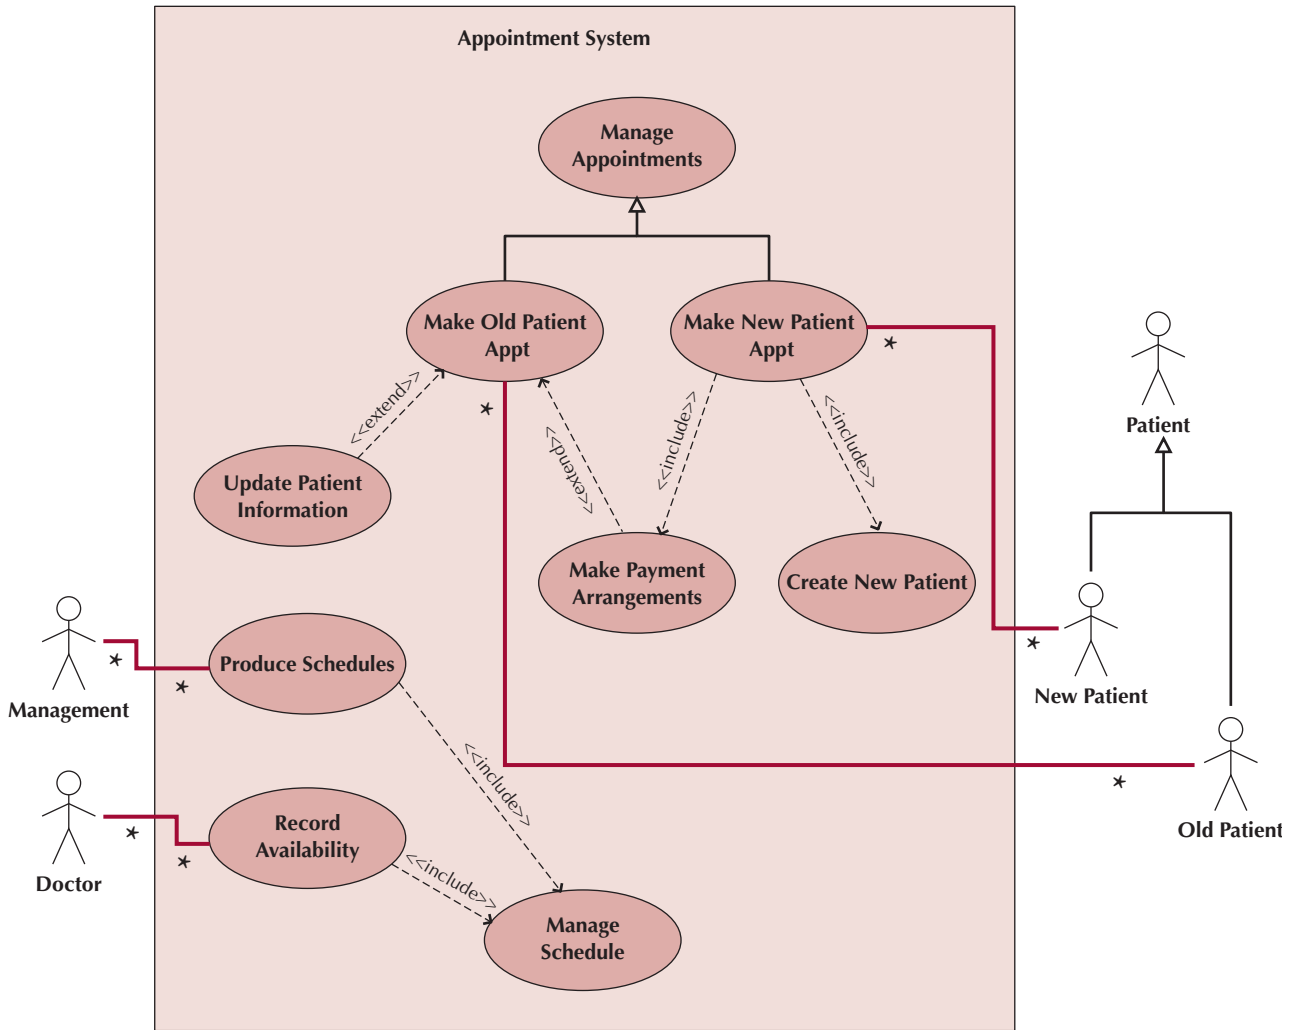 Appointment System
Manage
Appointments
Make Old Patient
Appt
Make New Patient
Appt
*
*
<<extend>>
<<extend>>
<<include>>
<<include>>
Patient
Update Patient
Information
Make Payment
Arrangements
Create New Patient
Management
*
*
Produce Schedules
*
New Patient
<<include>>
*
Old Patient
Doctor
*
*
Record
Availability
<<include>>
Manage
Schedule